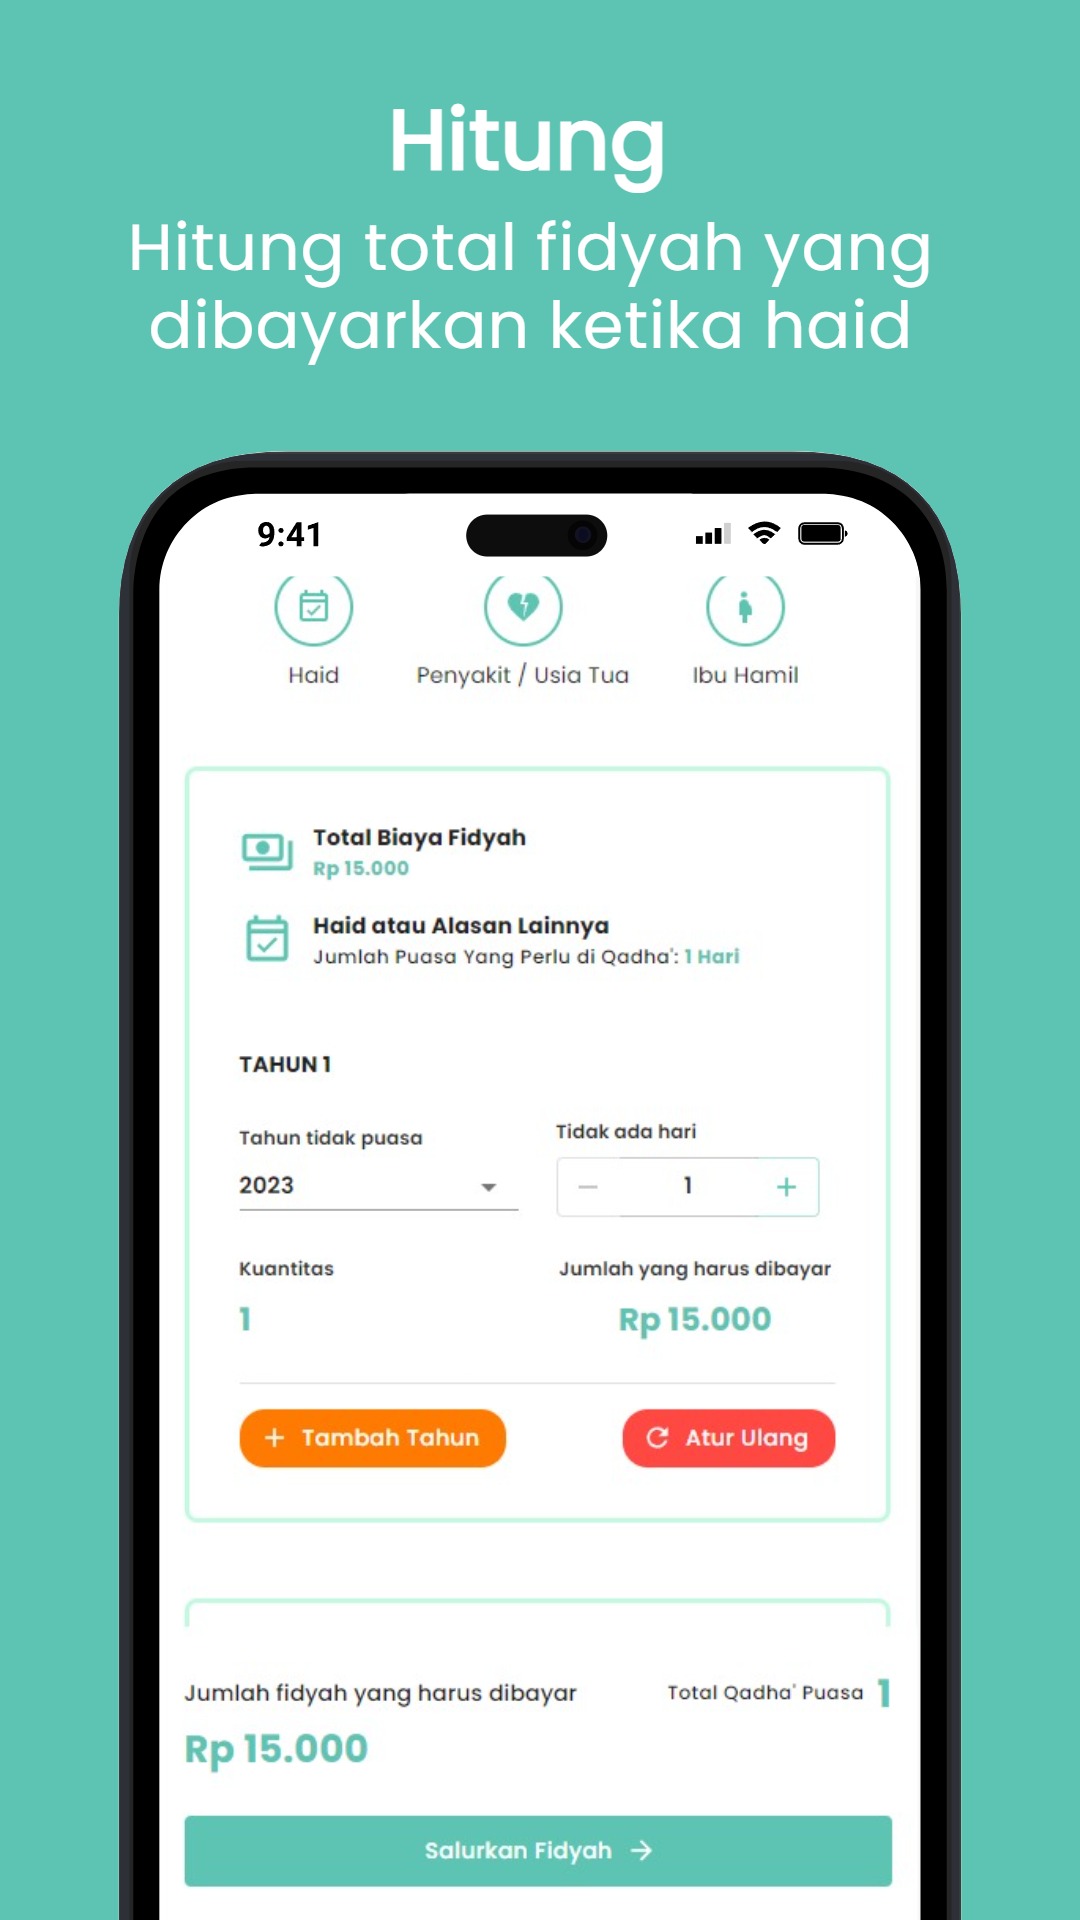 Hitung
Hitung total fidyah yang
dibayarkan ketika haid
9:41
Haid
Penyakit / Usia Tua
Ibu Hamil
Total Biaya Fidyah
Rp 15.000
Haid atau Alasan Lainnya
Jumlah Puasa Yang Perlu di Qadha': 1 Hari
TAHUN 1
Tahun tidak puasa
Tidak ada hari
2023
1
Kuantitas
Jumlah yang harus dibayar
1
Rp 15.000
Tambah Tahun
Atur Ulang
Jumlah fidyah yang harus dibayar
Total Qadha' Puasa 1
Rp 15.000
Salurkan Fidyah